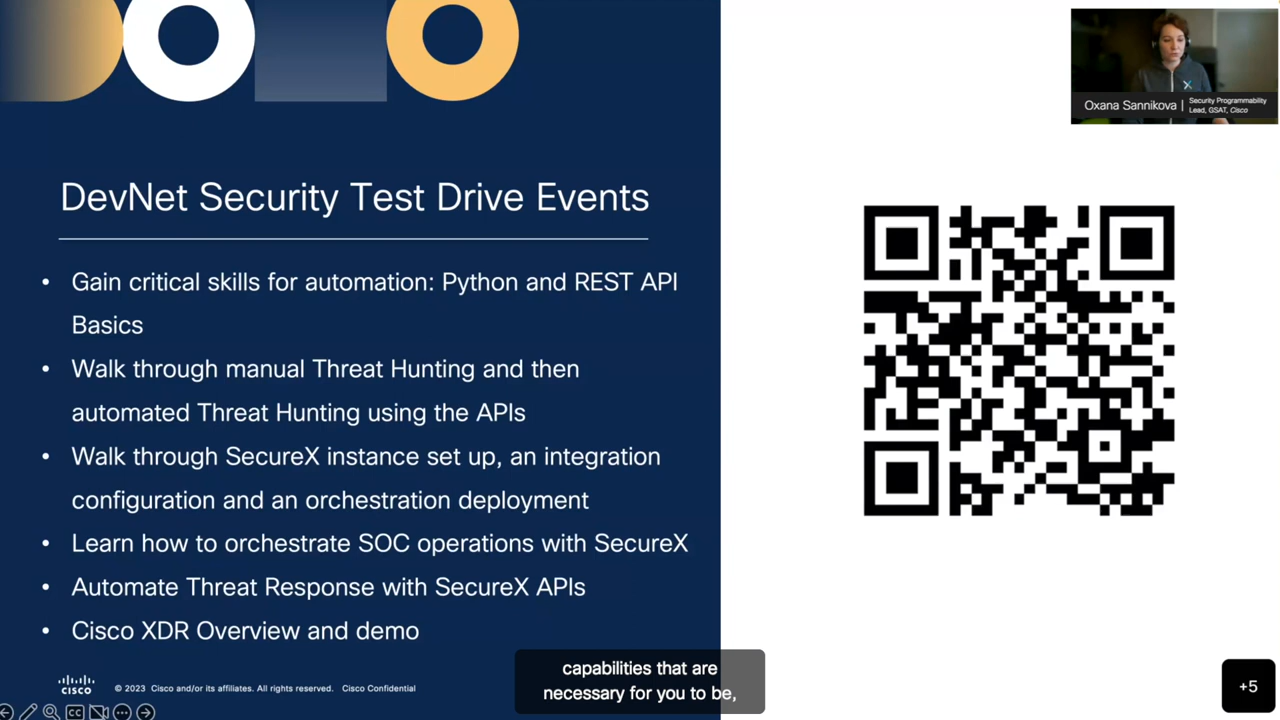 Oxana Sannikova | Security Programmability
Lead, GSAT, Cisco
DevNet Security Test Drive Events
• Gain critical skills for automation: Python and REST API
Basics
• Walk through manual Threat Hunting and then
automated Threat Hunting using the APIs
• Walk through SecureX instance set up, an integration
configuration and an orchestration deployment
• Learn how to orchestrate SOC operations with SecureX
• Automate Threat Response with SecureX APIs
• Cisco XDR Overview and demo
capabilities that are
necessary for you to be,
CISCO © 2023 Cisco and/or its affiliates. All rights reserved. Cisco Confidential
+5
CC